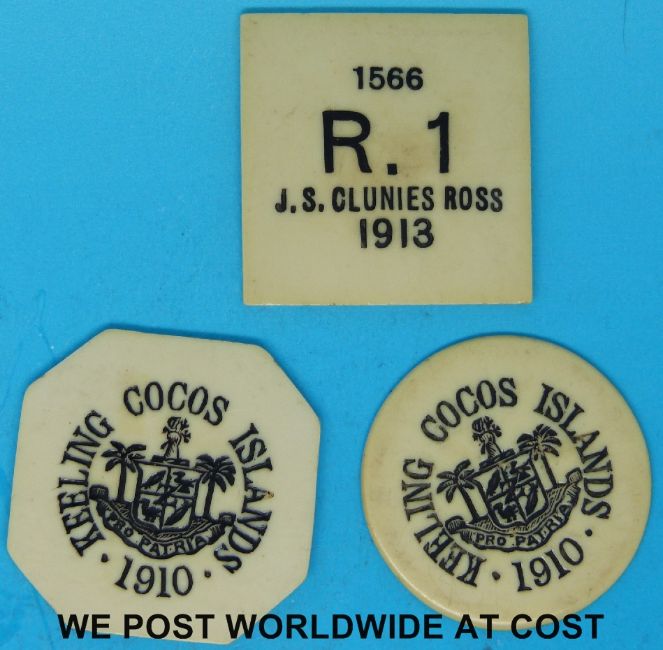 1566
R.1
J.S. CLUNIES ROSS
1913
KEELING COCOS ISLANDS
PRO PATRIA
· 1910 ·
KEELING COCOS ISLANDS
PRO PATRIA
· 1910 ·
WE POST WORLDWIDE AT COST